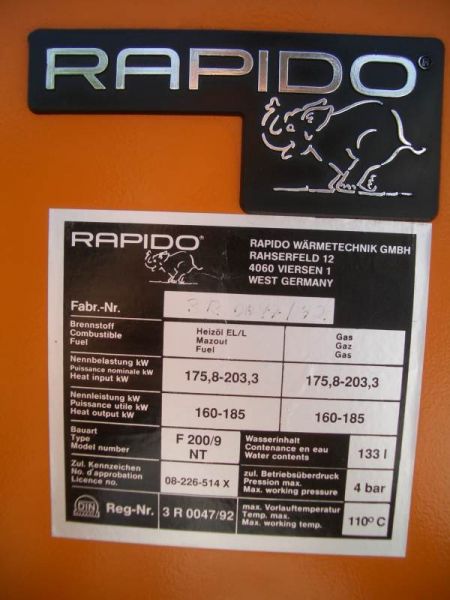 RAPIDO®
RAPIDO®
RAPIDO WÄRMETECHNIK GMBH
RAHSERFELD 12
4060 VIERSEN 1
WEST GERMANY
Fabr.-Nr.
Brennstoff
Combustible
Fuel
Heizöl EL/L
Mazout
Fuel
Gas
Gaz
Gas
Nennbelastung kW
Puissance nominale kW
Heat input kW
175,8-203,3
175,8-203,3
Nennleistung kW
Puissance utile kW
Heat output kW
160-185
160-185
Bauart
Type
Model number
F 200/9
NT
Wasserinhalt
Contenance en eau
Water contents
133 l
Zul. Kennzeichen
No. d'approbation
Licence no.
08-226-514 X
zul. Betriebsüberdruck
Pression max.
Max. working pressure
4 bar
DIN
Reg-Nr.
3 R 0047/92
max. Vorlauftemperatur
Temp. max.
Max. working temp.
110º C